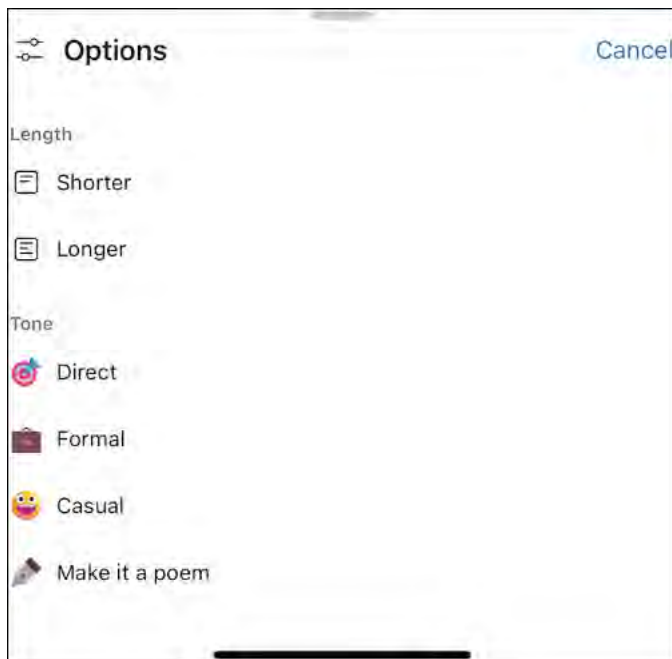 Options
Cancel
Length
Shorter
Longer
Tone
Direct
Formal
Casual
Make it a poem